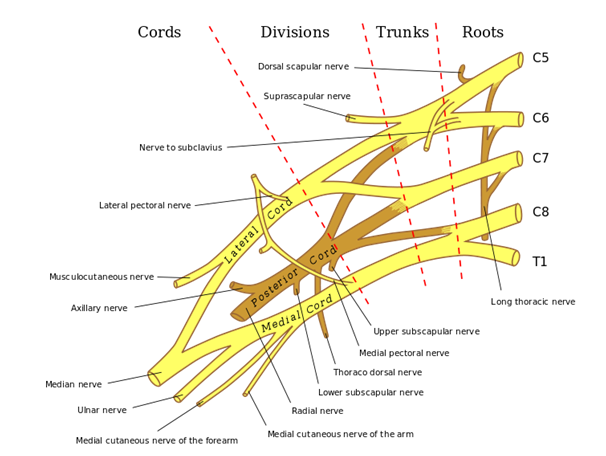 Cords Divisions Trunks Roots
Dorsal scapular nerve
C5
Suprascapular nerve
C6
Nerve to subclavius
C7
Lateral pectoral nerve
C8
Lateral Cord
T1
Posterior Cord
Musculocutaneous nerve
Long thoracic nerve
Axillary nerve
Medial Cord
Upper subscapular nerve
Medial pectoral nerve
Thoraco dorsal nerve
Median nerve
Lower subscapular nerve
Ulnar nerve
Radial nerve
Medial cutaneous nerve of the arm
Medial cutaneous nerve of the forearm